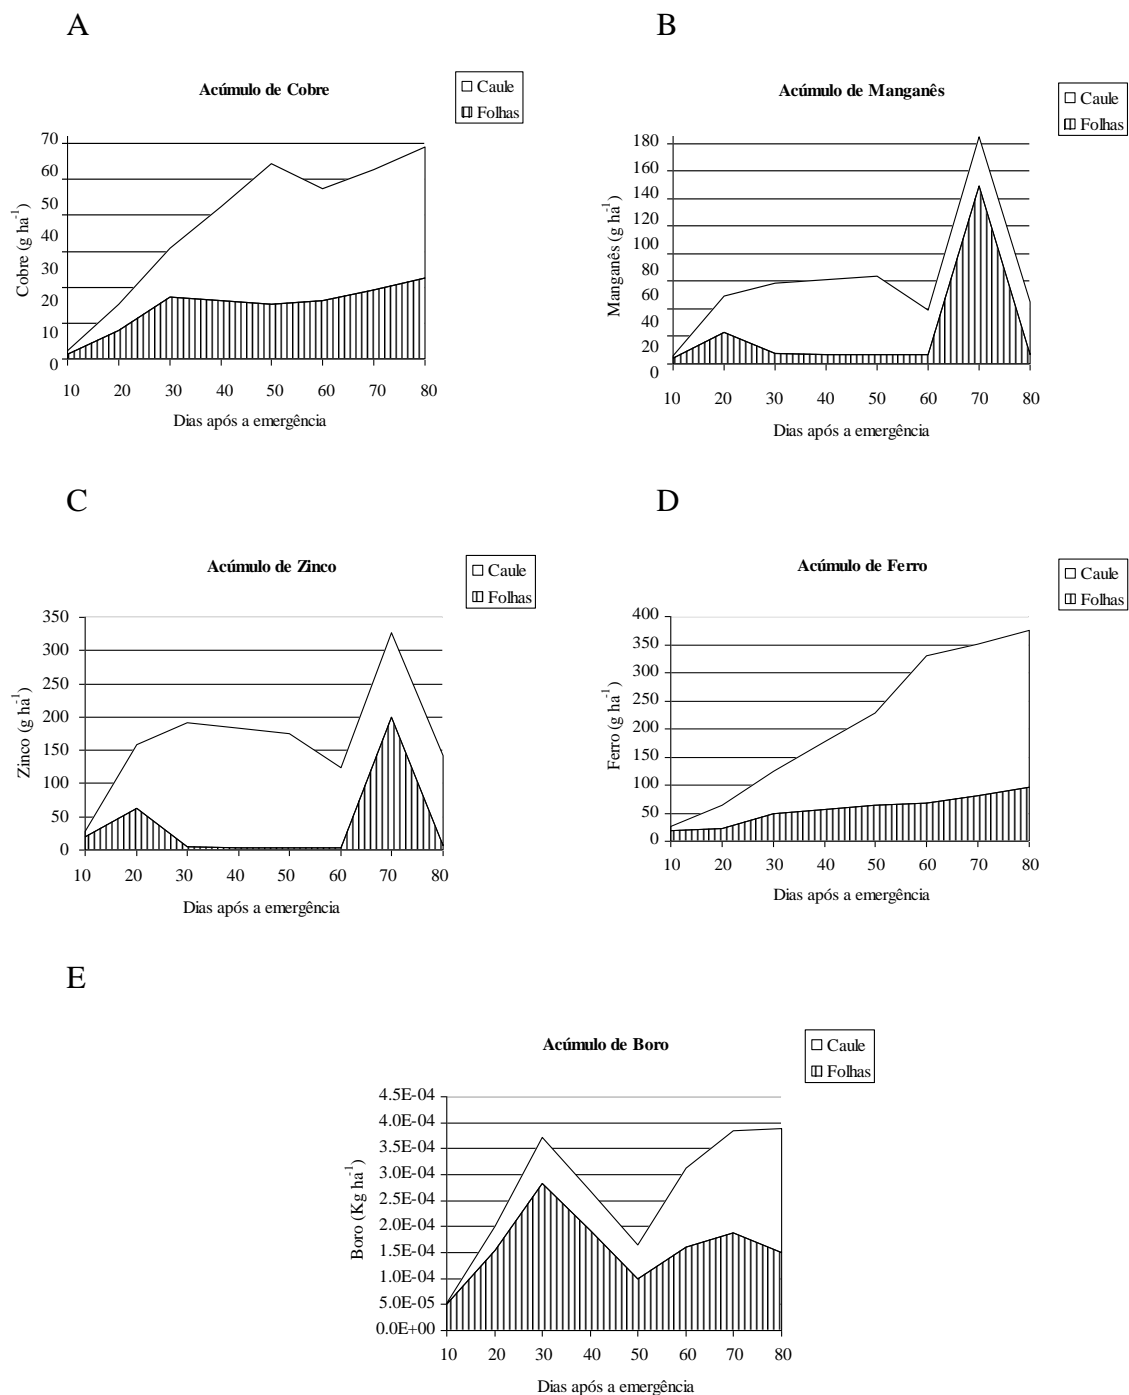 A
Acúmulo de Cobre
Caule
Folhas
Cobre (g ha-1)
70
60
50
40
30
20
10
0
10 20 30 40 50 60 70 80
Dias após a emergência
B
Acúmulo de Manganês
Caule
Folhas
Manganês (g ha-1)
180
160
140
120
100
80
60
40
20
0
10 20 30 40 50 60 70 80
Dias após a emergência
C
Acúmulo de Zinco
Caule
Folhas
Zinco (g ha-1)
350
300
250
200
150
100
50
0
10 20 30 40 50 60 70 80
Dias após a emergência
D
Acúmulo de Ferro
Caule
Folhas
Ferro (g ha-1)
400
350
300
250
200
150
100
50
0
10 20 30 40 50 60 70 80
Dias após a emergência
E
Acúmulo de Boro
Caule
Folhas
Boro (Kg ha-1)
4.5E-04
4.0E-04
3.5E-04
3.0E-04
2.5E-04
2.0E-04
1.5E-04
1.0E-04
5.0E-05
0.0E+00
10 20 30 40 50 60 70 80
Dias após a emergência